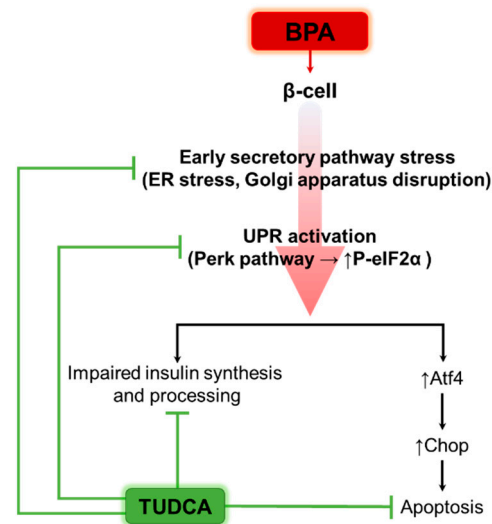 BPA
β-cell
Early secretory pathway stress
(ER stress, Golgi apparatus disruption)
UPR activation
(Perk pathway → ↑P-eIF2α )
Impaired insulin synthesis
and processing
↑Atf4
↑Chop
TUDCA
Apoptosis